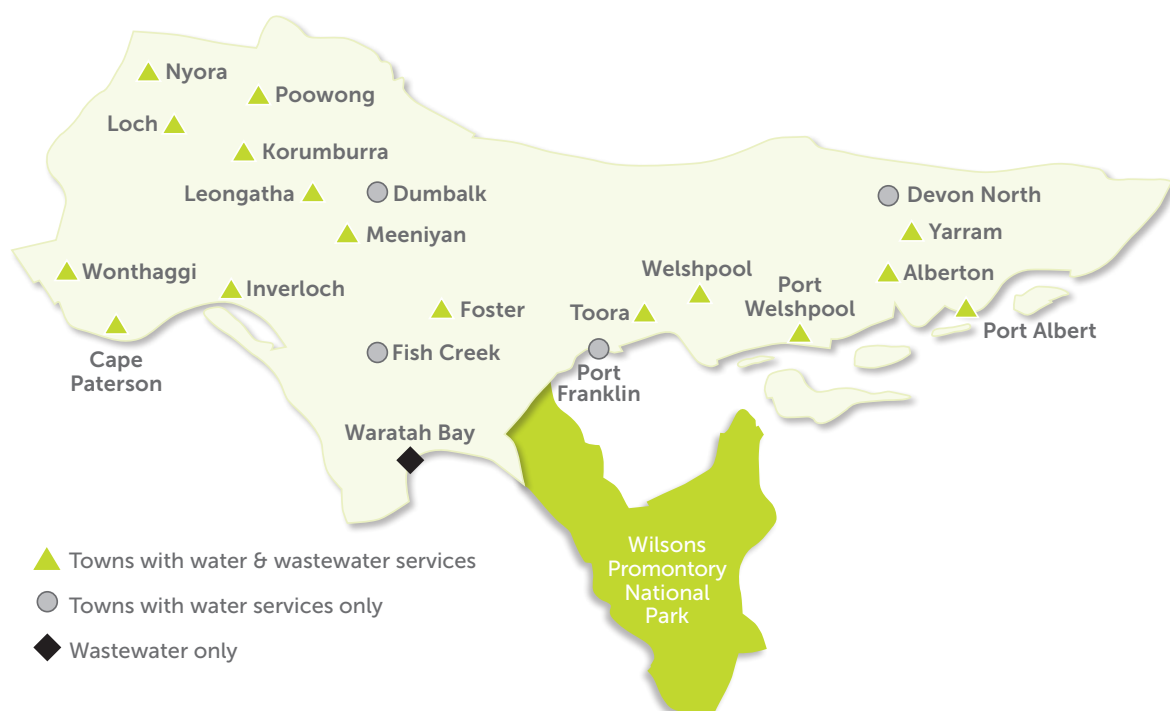 Nyora
Poowong
Loch
Korumburra
Leongatha
Dumbalk
Devon North
Meeniyan
Yarram
Wonthaggi
Inverloch
Welshpool
Alberton
Port
Welshpool
Foster
Toora
Port Albert
Cape
Paterson
Fish Creek
Port
Franklin
Waratah Bay
Wilsons
Promontory
National
Park
Towns with water & wastewater services
Towns with water services only
Wastewater only